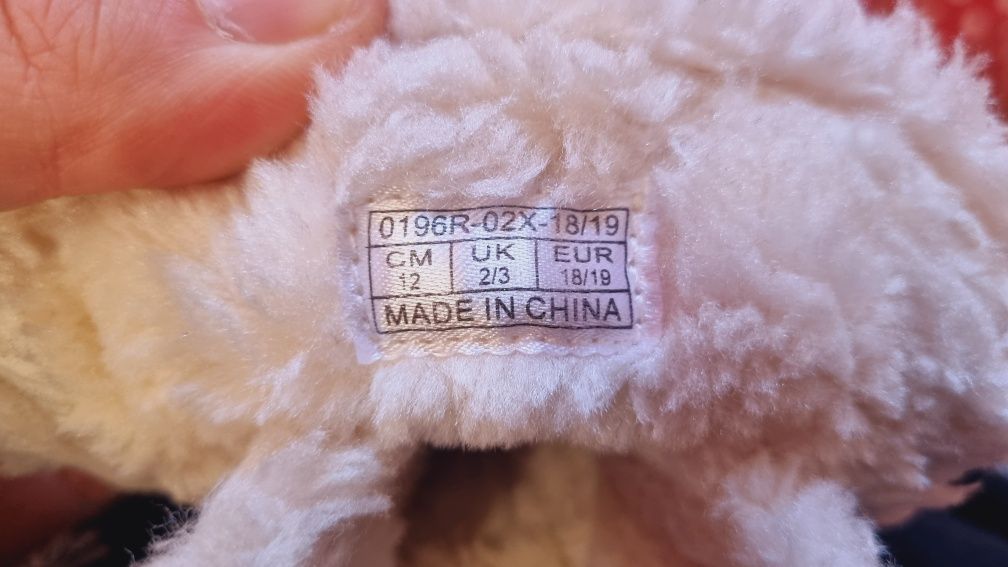 0196R-02X-18/19
CM UK EUR
12 2/3 18/19
MADE IN CHINA